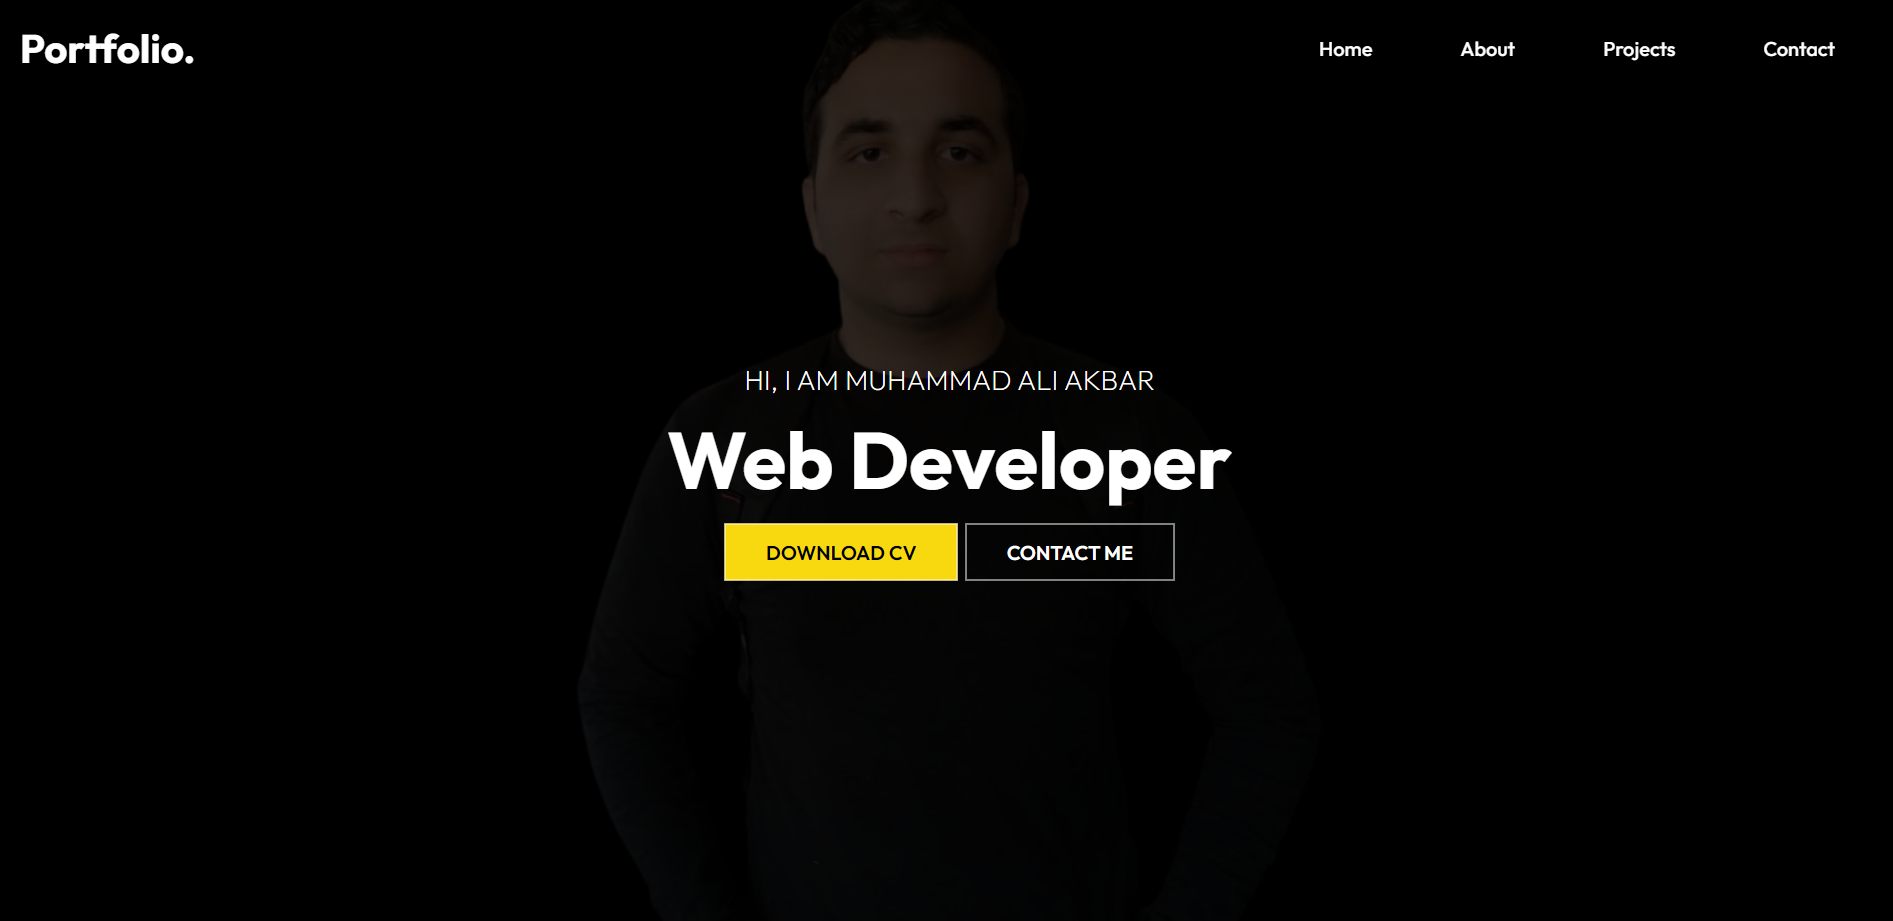 Portfolio.
Home
About
Projects
Contact
HI, I AM MUHAMMAD ALI AKBAR
Web Developer
DOWNLOAD CV
CONTACT ME